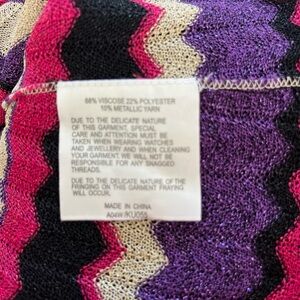 68% VISCOSE 22% POLYESTER
10% METALLIC YARN
DUE TO THE DELICATE NATURE
OF THIS GARMENT, SPECIAL
CARE AND ATTENTION MUST BE
TAKEN WHEN WEARING WATCHES
AND JEWELLERY AND WHEN CLEANING
YOUR GARMENT, WE WILL NOT BE
RESPONSIBLE FOR ANY SNAGGED
THREADS.
DUE TO THE DELICATE NATURE OF THE
FRINGING ON THIS GARMENT FRAYING
WILL OCCUR.
MADE IN CHINA
A04W/KU055